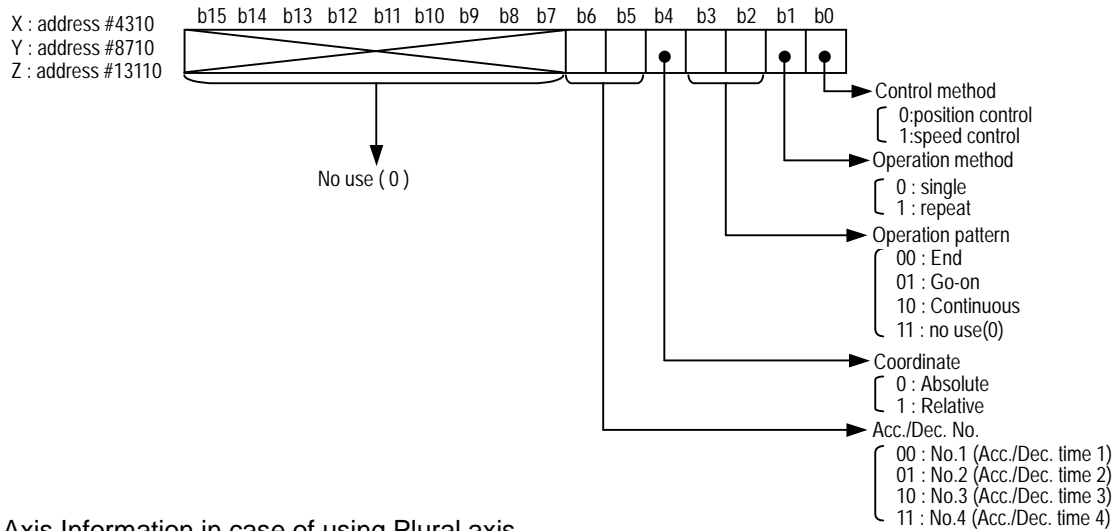 b15 b14 b13 b12 b11 b10 b9 b8 b7 b6 b5 b4 b3 b2 b1 b0
X : address #4310
Y : address #8710
Z : address #13110
Control method
0:position control
1:speed control
Operation method
No use ( 0 )
0 : single
1 : repeat
Operation pattern
00 : End
01 : Go-on
10 : Continuous
11 : no use(0)
Coordinate
0 : Absolute
1 : Relative
Acc./Dec. No.
00 : No.1 (Acc./Dec. time 1)
01 : No.2 (Acc./Dec. time 2)
10 : No.3 (Acc./Dec. time 3)
11 : No.4 (Acc./Dec. time 4)
Axis Information in case of using Plural axis